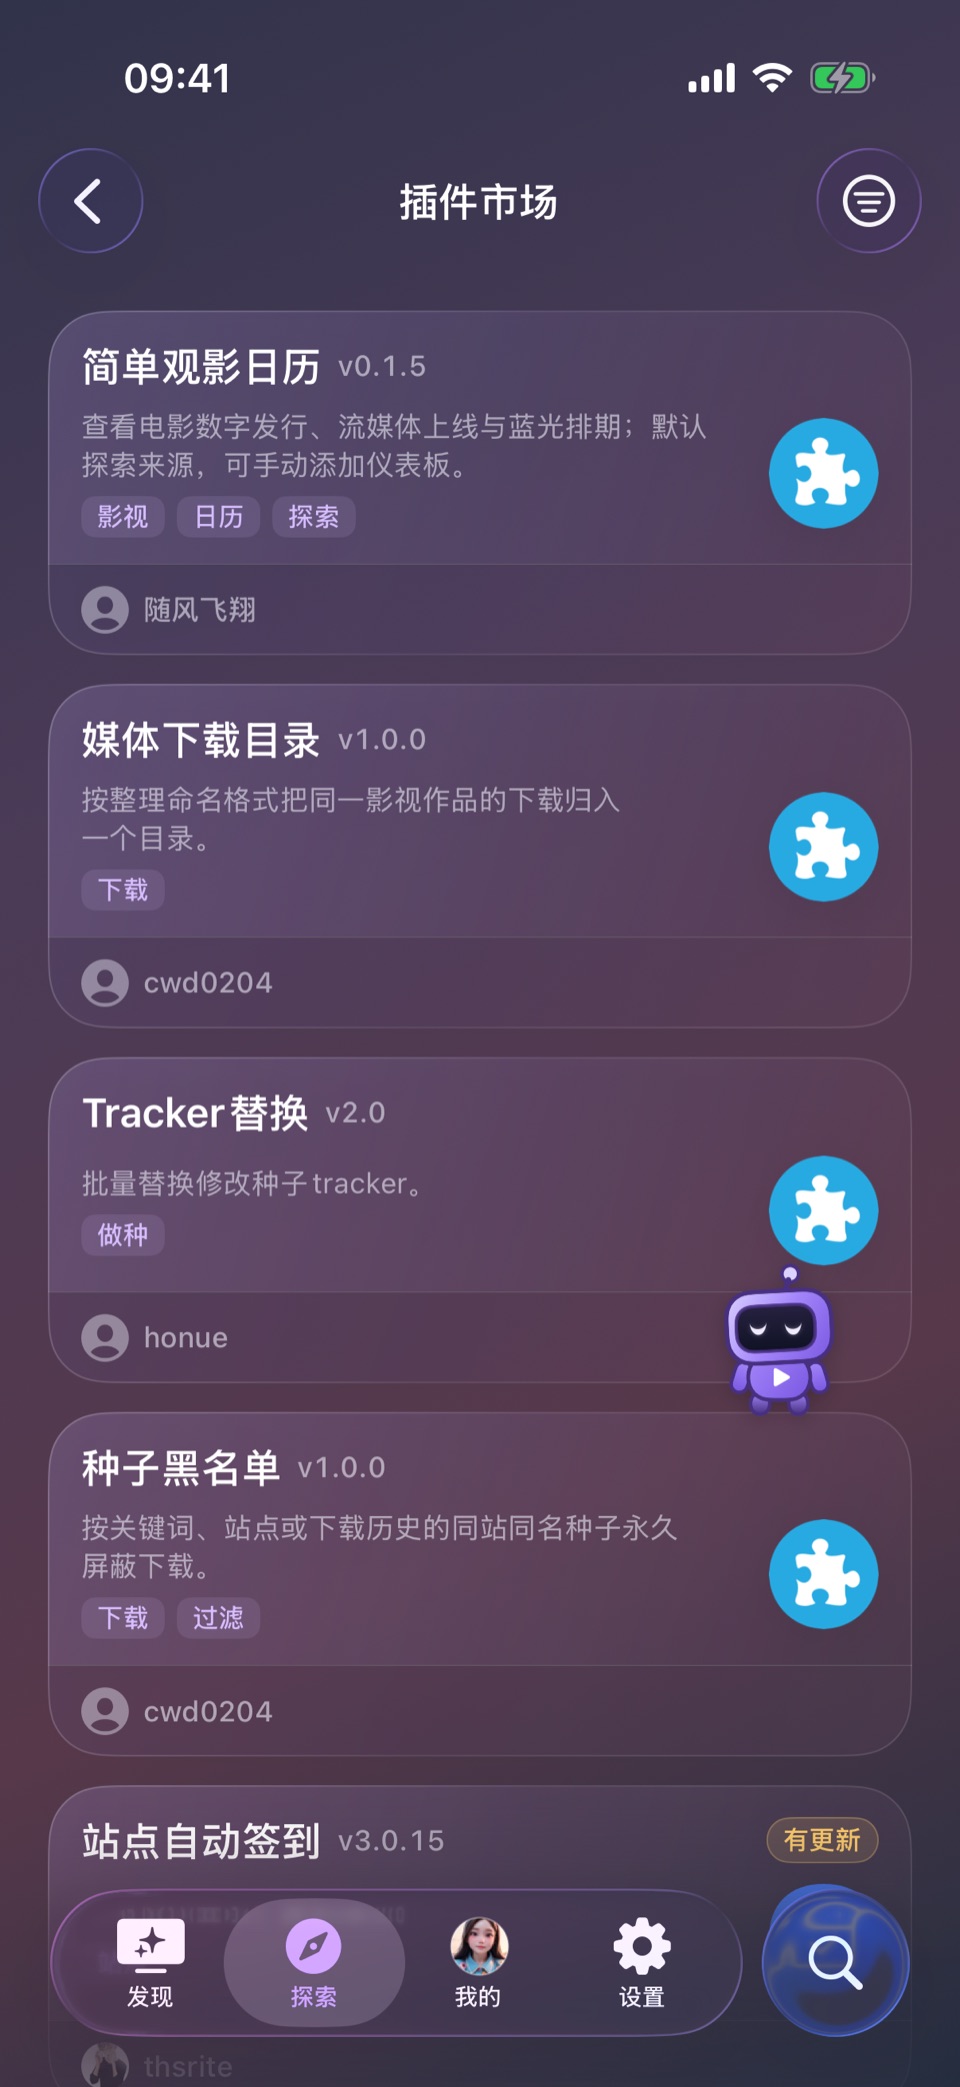 09:41
插件市场
简单观影日历 v0.1.5
查看电影数字发行、流媒体上线与蓝光排期；默认
探索来源，可手动添加仪表板。
影视 日历 探索
随风飞翔
媒体下载目录 v1.0.0
按整理命名格式把同一影视作品的下载归入
一个目录。
下载
cwd0204
Tracker替换 v2.0
批量替换修改种子tracker。
做种
honue
种子黑名单 v1.0.0
按关键词、站点或下载历史的同站同名种子永久
屏蔽下载。
下载 过滤
cwd0204
站点自动签到 v3.0.15 有更新
发现 探索 我的 设置
thsrite